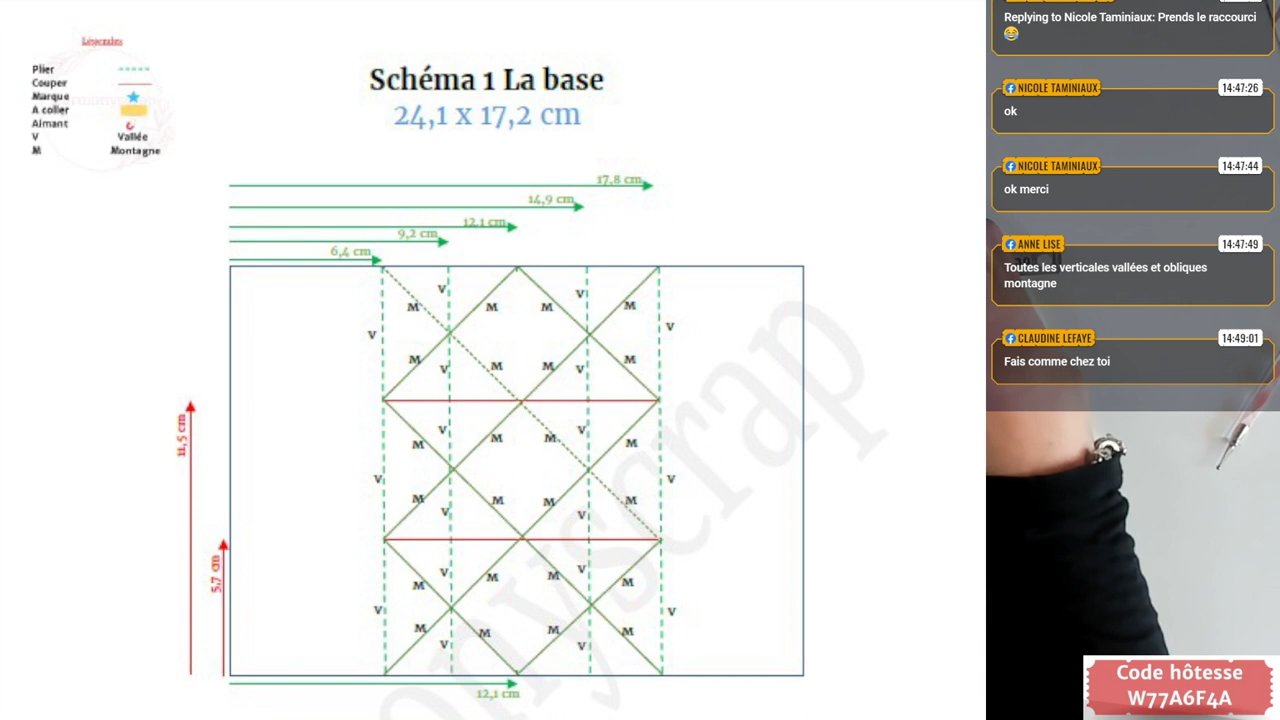 Légendes
Plier
Couper
Marque
A coller
Aimant
V
Vallée
M
Montagne
Schéma 1 La base
24,1 x 17,2 cm
17,8 cm
14,9 cm
12,1 cm
9,2 cm
6,4 cm
V V
M M M M
V V
M M M M
V V
V V
M M M M
V V
M M M M
V V
V V
M M M M
V V
M M M M
V V
11,5 cm
5,7 cm
12,1 cm
onyscrap
Replying to Nicole Taminiaux: Prends le raccourci
😂
NICOLE TAMINIAUX 14:47:26
ok
NICOLE TAMINIAUX 14:47:44
ok merci
ANNE LISE 14:47:49
Toutes les verticales vallées et obliques
montagne
CLAUDINE LEFAYE 14:49:01
Fais comme chez toi
Code hôtesse
W77A6F4A